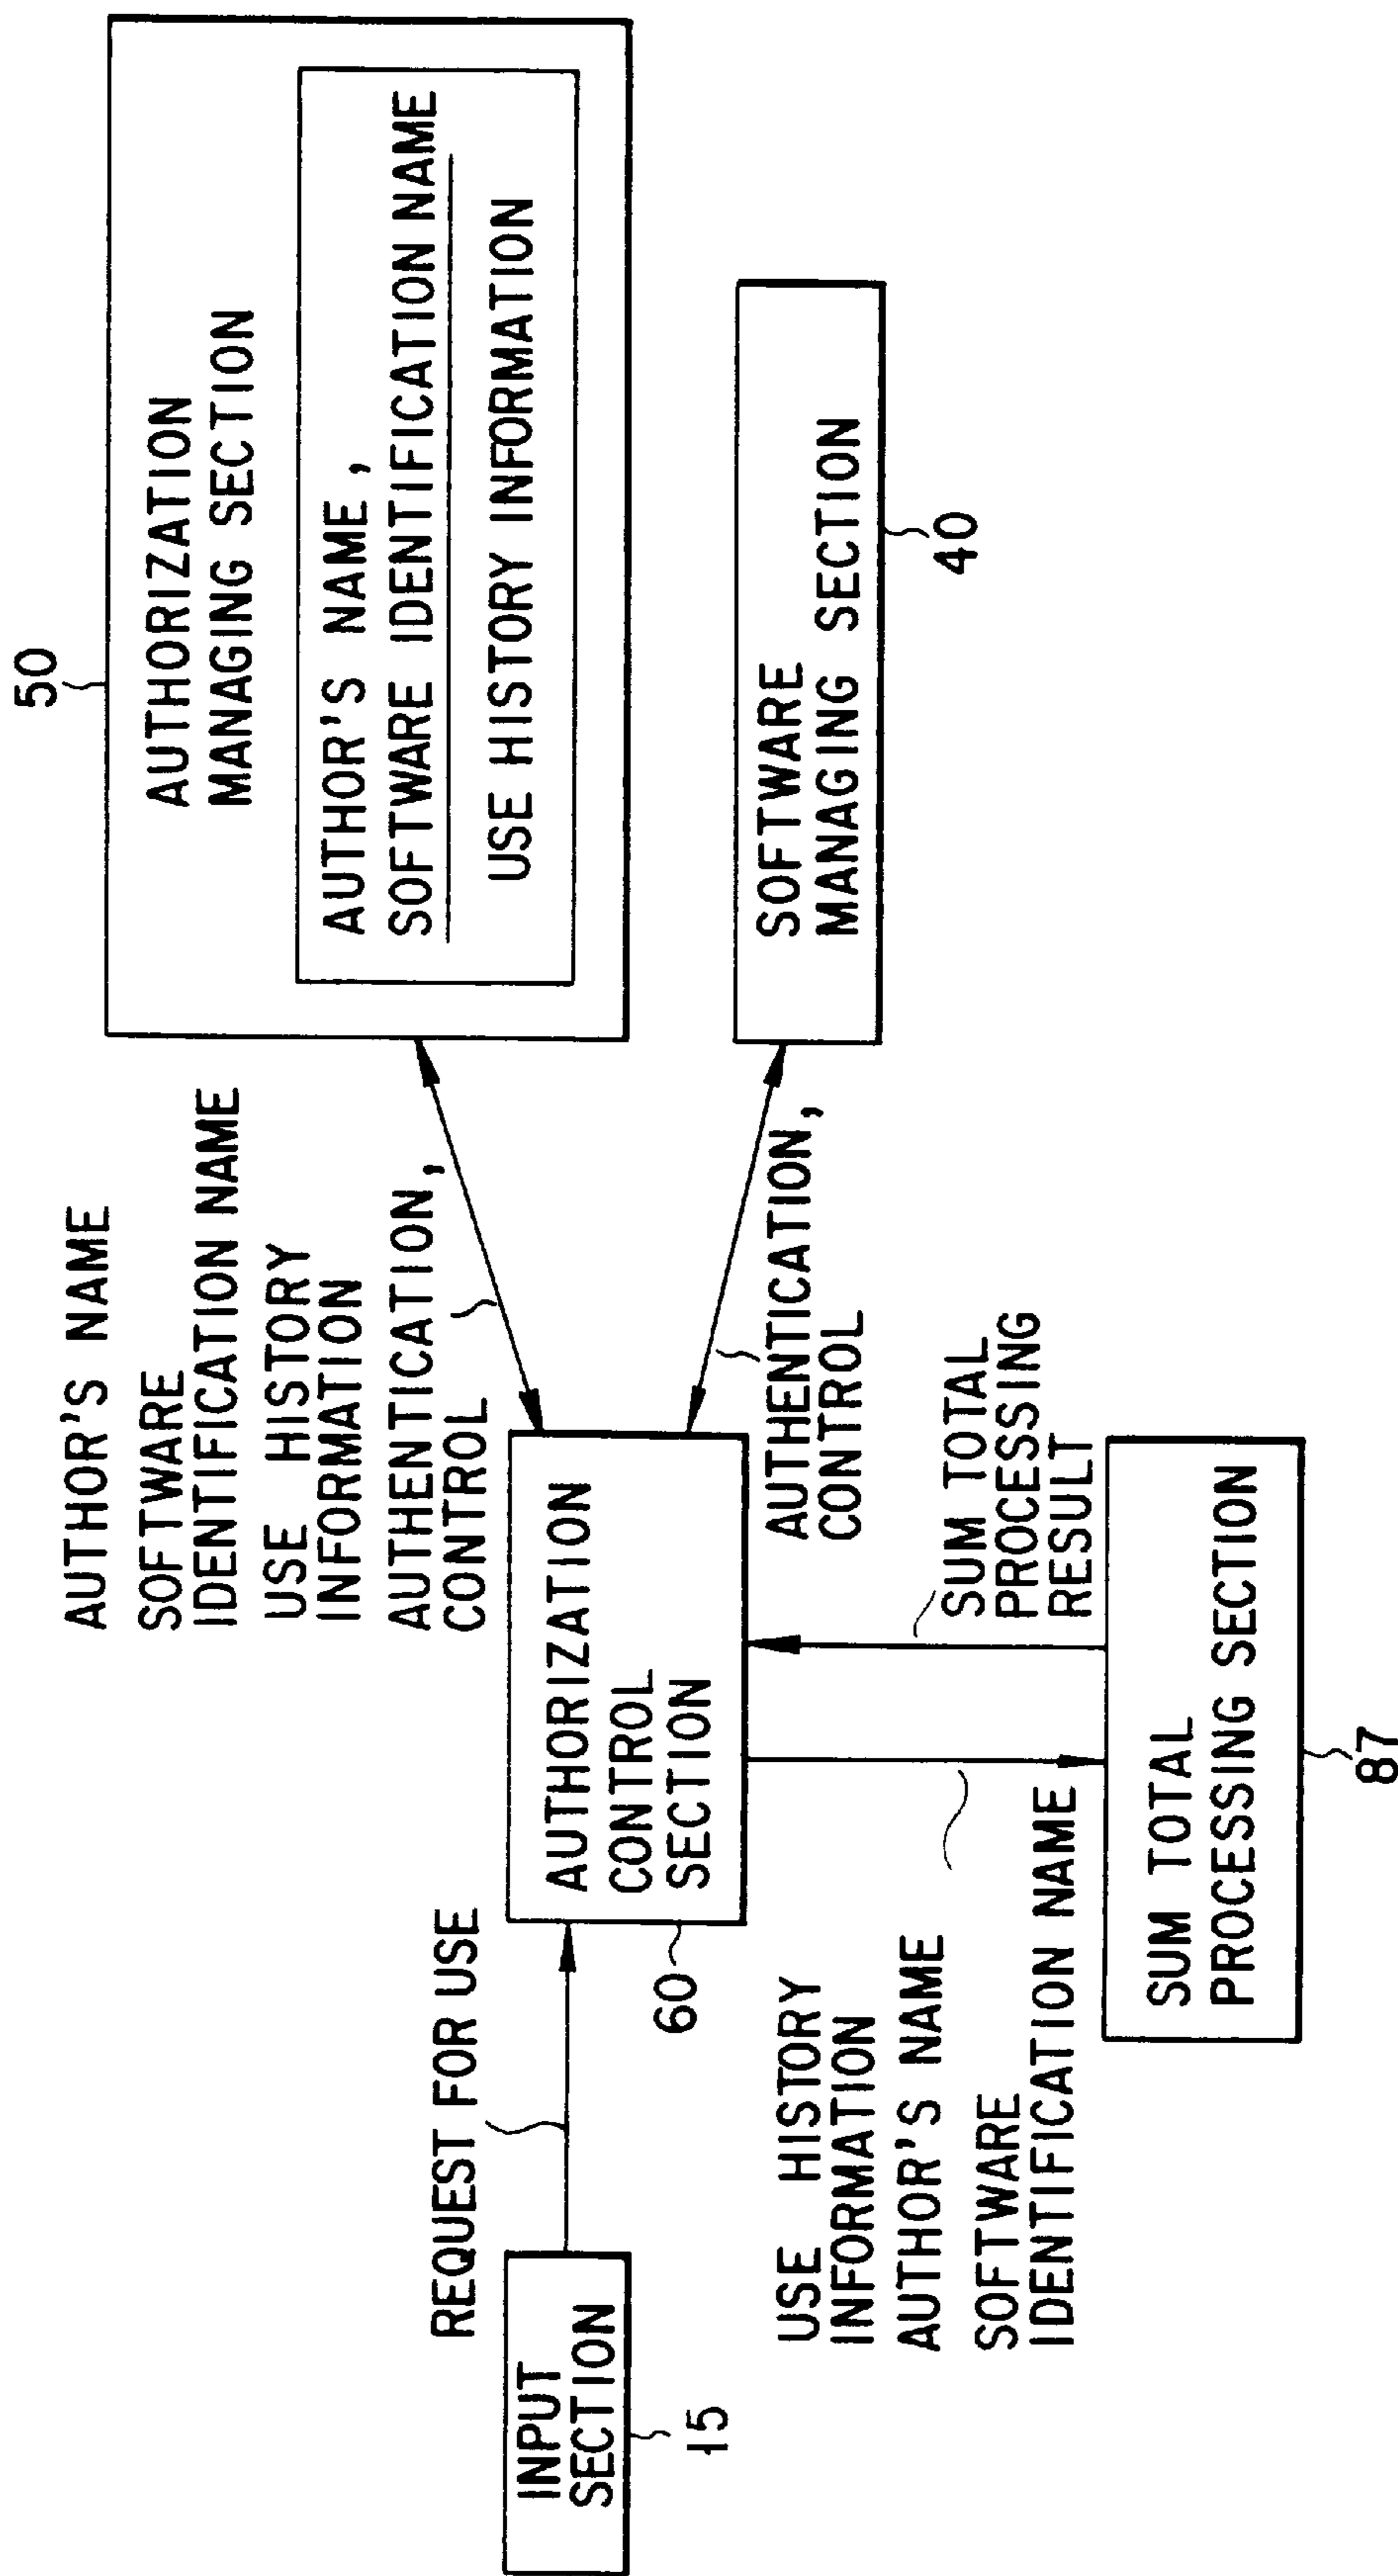 50
AUTHORIZATION
MANAGING SECTION
AUTHOR'S NAME,
SOFTWARE IDENTIFICATION NAME
USE HISTORY INFORMATION
AUTHOR'S NAME
SOFTWARE
IDENTIFICATION NAME
USE HISTORY
INFORMATION
AUTHENTICATION,
CONTROL
REQUEST FOR USE
INPUT
SECTION
15
AUTHORIZATION
CONTROL
SECTION
60
SOFTWARE
MANAGING SECTION
40
AUTHENTICATION,
CONTROL
USE HISTORY
INFORMATION
AUTHOR'S NAME
SOFTWARE
IDENTIFICATION NAME
SUM TOTAL
PROCESSING
RESULT
SUM TOTAL
PROCESSING SECTION
87